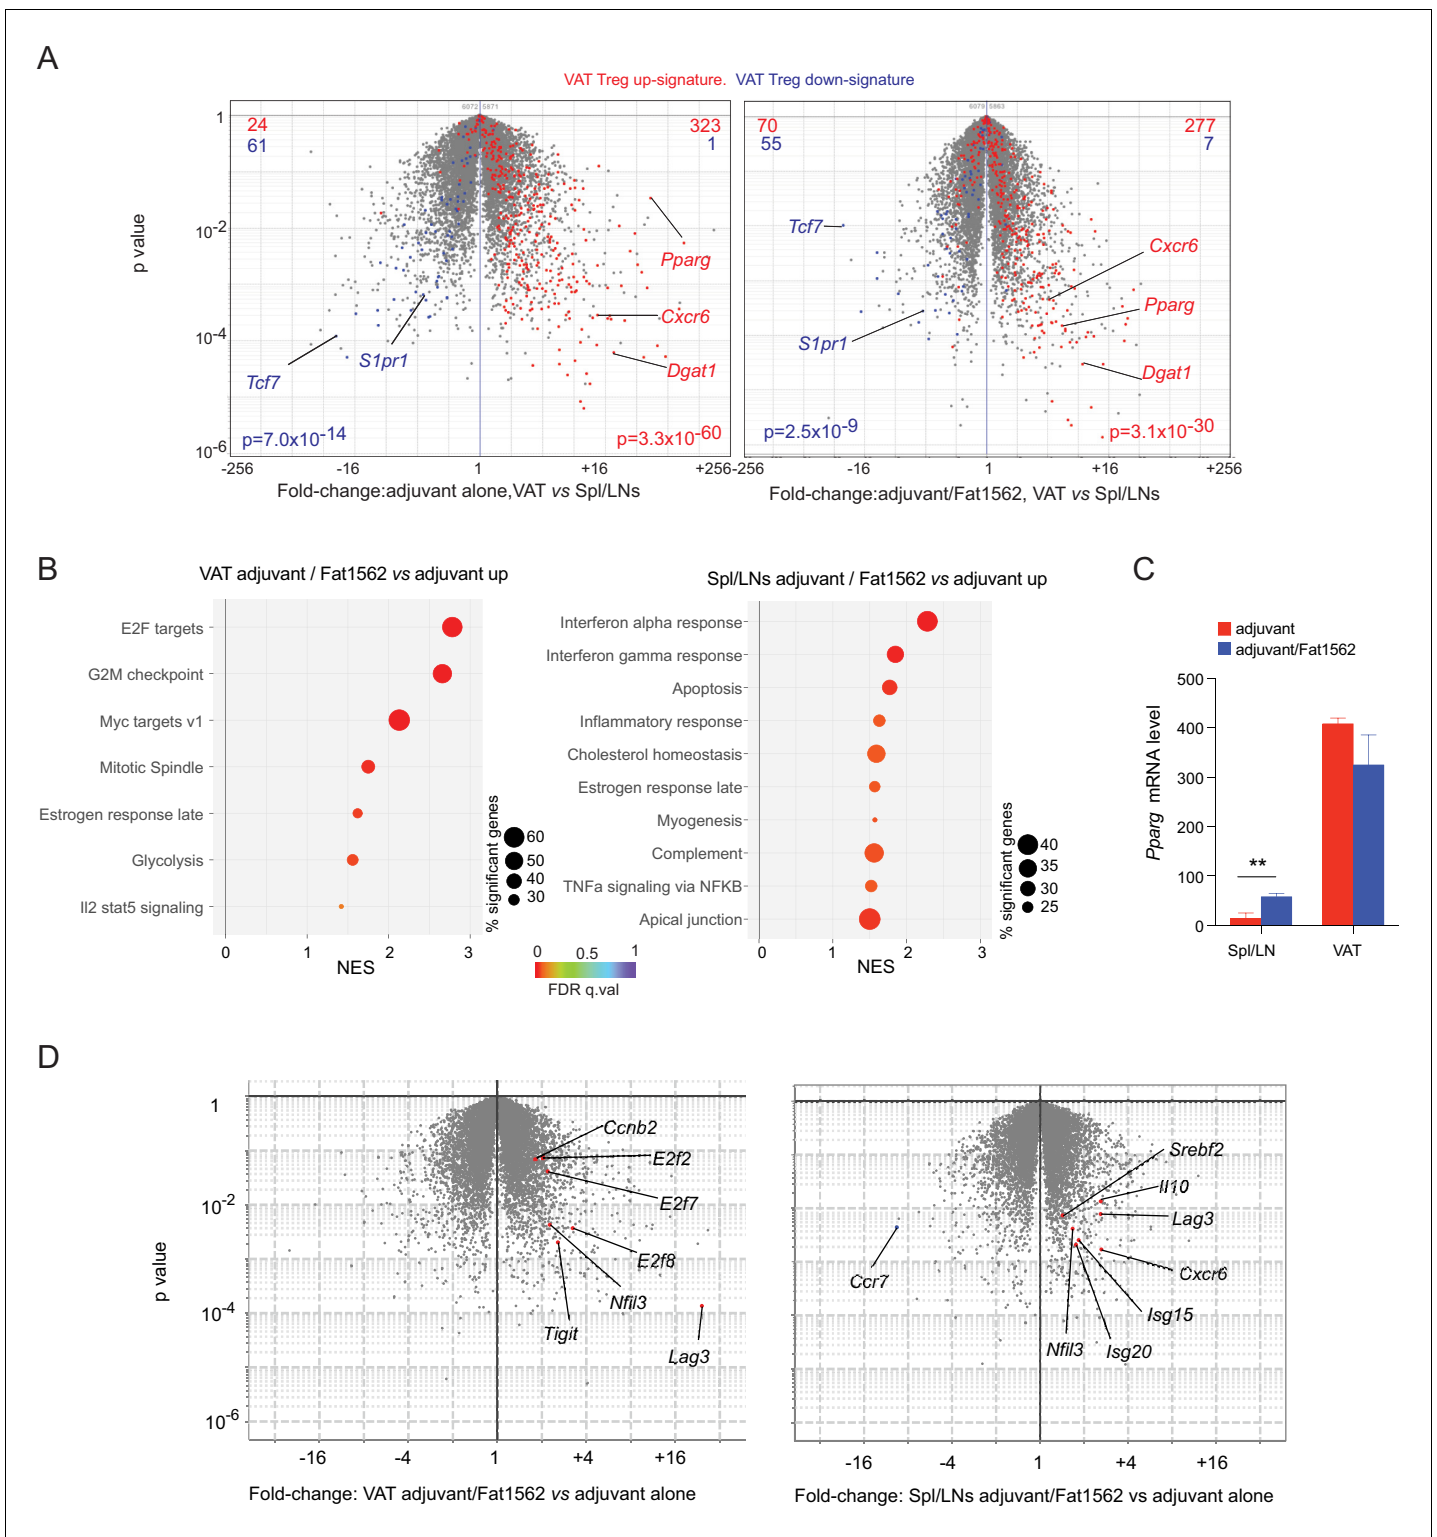 A
VAT Treg up-signature. VAT Treg down-signature
6072 5871
24
61
323
1
Pparg
Cxcr6
Dgat1
S1pr1
Tcf7
p=7.0x10-14
p=3.3x10-60
1
10-2
10-4
10-6
p value
-256 -16 1 +16 +256
Fold-change:adjuvant alone,VAT vs Spl/LNs
6079 5863
70
55
277
7
Tcf7
Cxcr6
Pparg
S1pr1
Dgat1
p=2.5x10-9
p=3.1x10-30
-256 -16 1 +16 +256
Fold-change:adjuvant/Fat1562, VAT vs Spl/LNs
B
VAT adjuvant / Fat1562 vs adjuvant up
E2F targets
G2M checkpoint
Myc targets v1
Mitotic Spindle
Estrogen response late
Glycolysis
Il2 stat5 signaling
0 1 2 3
NES
% significant genes
60
50
40
30
0 0.5 1
FDR q.val
Spl/LNs adjuvant / Fat1562 vs adjuvant up
Interferon alpha response
Interferon gamma response
Apoptosis
Inflammatory response
Cholesterol homeostasis
Estrogen response late
Myogenesis
Complement
TNFa signaling via NFKB
Apical junction
0 1 2 3
NES
% significant genes
40
35
30
25
C
adjuvant
adjuvant/Fat1562
Pparg mRNA level
500
400
300
200
100
0
**
Spl/LN VAT
D
p value
1
10-2
10-4
10-6
Ccnb2
E2f2
E2f7
E2f8
Nfil3
Tigit
Lag3
-16 -4 1 +4 +16
Fold-change: VAT adjuvant/Fat1562 vs adjuvant alone
Srebf2
Il10
Lag3
Ccr7
Cxcr6
Isg15
Nfil3
Isg20
-16 -4 1 +4 +16
Fold-change: Spl/LNs adjuvant/Fat1562 vs adjuvant alone